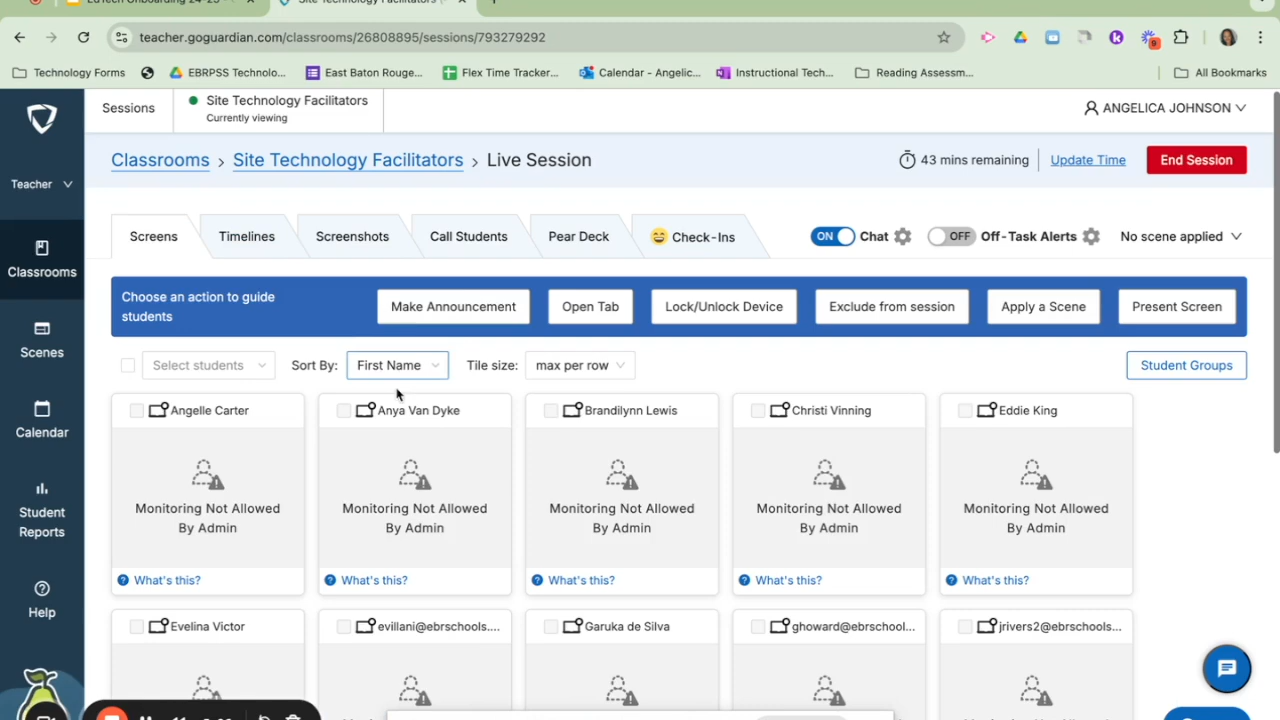 EdTech Onboarding 24-25 -
Site Technology Facilitators
teacher.goguardian.com/classrooms/26808895/sessions/793279292
Technology Forms
EBRPSS Technolo...
East Baton Rouge...
Flex Time Tracker...
Calendar - Angelic...
Instructional Tech...
Reading Assessm...
All Bookmarks
Sessions
Site Technology Facilitators
Currently viewing
ANGELICA JOHNSON
Teacher
Classrooms
Scenes
Calendar
Student
Reports
Help
Classrooms > Site Technology Facilitators > Live Session
43 mins remaining
Update Time
End Session
Screens
Timelines
Screenshots
Call Students
Pear Deck
Check-Ins
ON Chat
OFF Off-Task Alerts
No scene applied
Choose an action to guide
students
Make Announcement
Open Tab
Lock/Unlock Device
Exclude from session
Apply a Scene
Present Screen
Select students
Sort By: First Name
Tile size: max per row
Student Groups
Angelle Carter
Monitoring Not Allowed
By Admin
What's this?
Anya Van Dyke
Monitoring Not Allowed
By Admin
What's this?
Brandilynn Lewis
Monitoring Not Allowed
By Admin
What's this?
Christi Vinning
Monitoring Not Allowed
By Admin
What's this?
Eddie King
Monitoring Not Allowed
By Admin
What's this?
Evelina Victor
evillani@ebrschools....
Garuka de Silva
ghoward@ebrschool...
jrivers2@ebrschools...